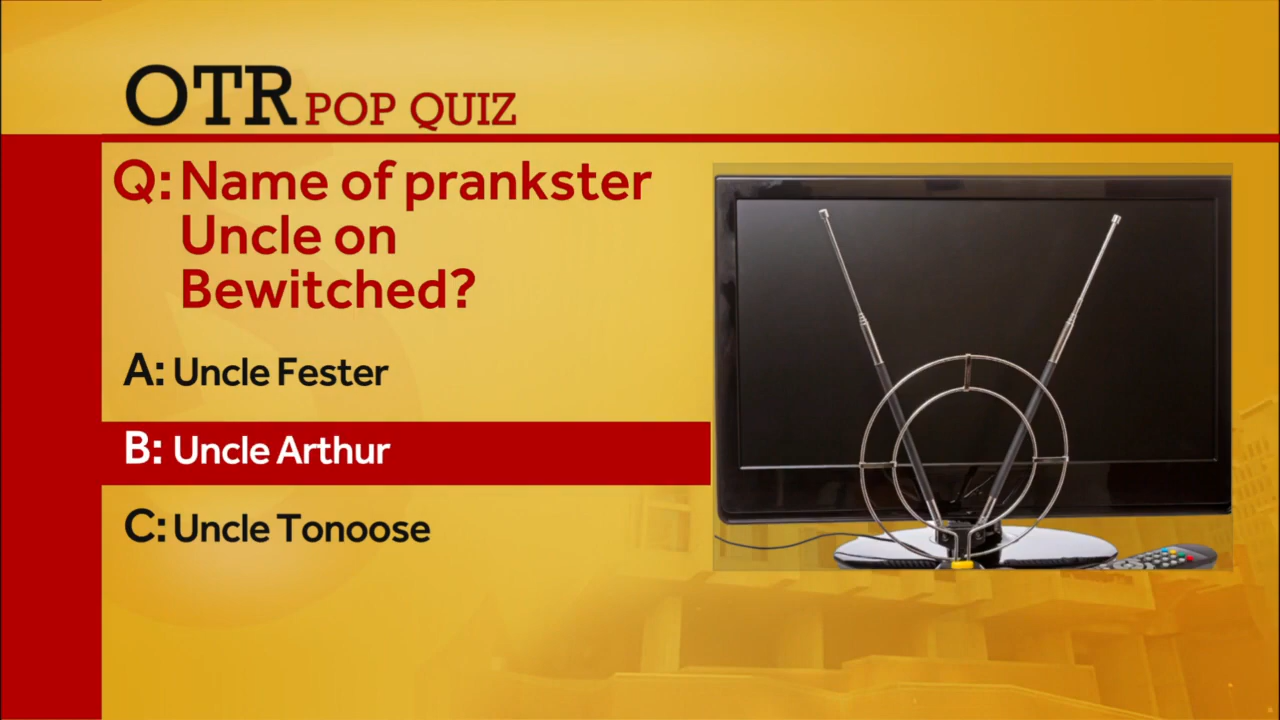 OTR POP QUIZ
Q: Name of prankster
Uncle on
Bewitched?
A: Uncle Fester
B: Uncle Arthur
C: Uncle Tonoose